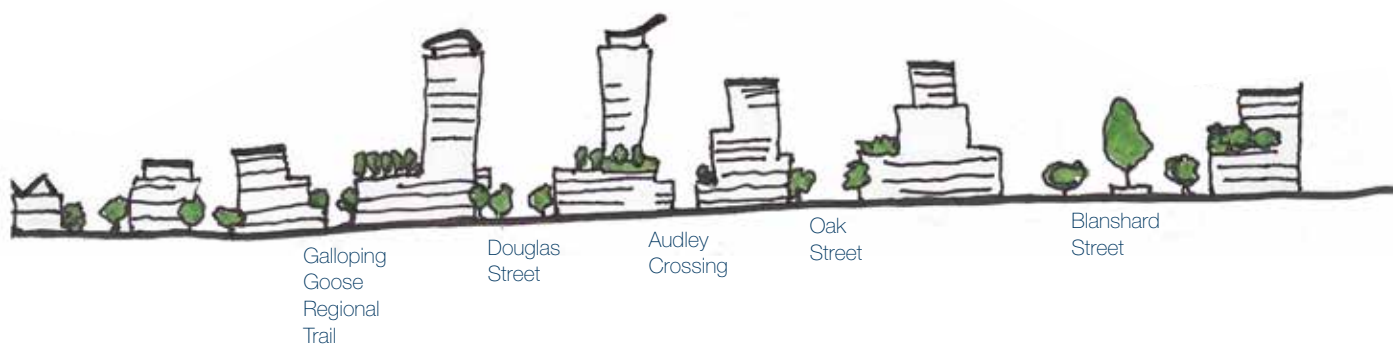 Galloping
Goose
Regional
Trail
Douglas
Street
Audley
Crossing
Oak
Street
Blanshard
Street